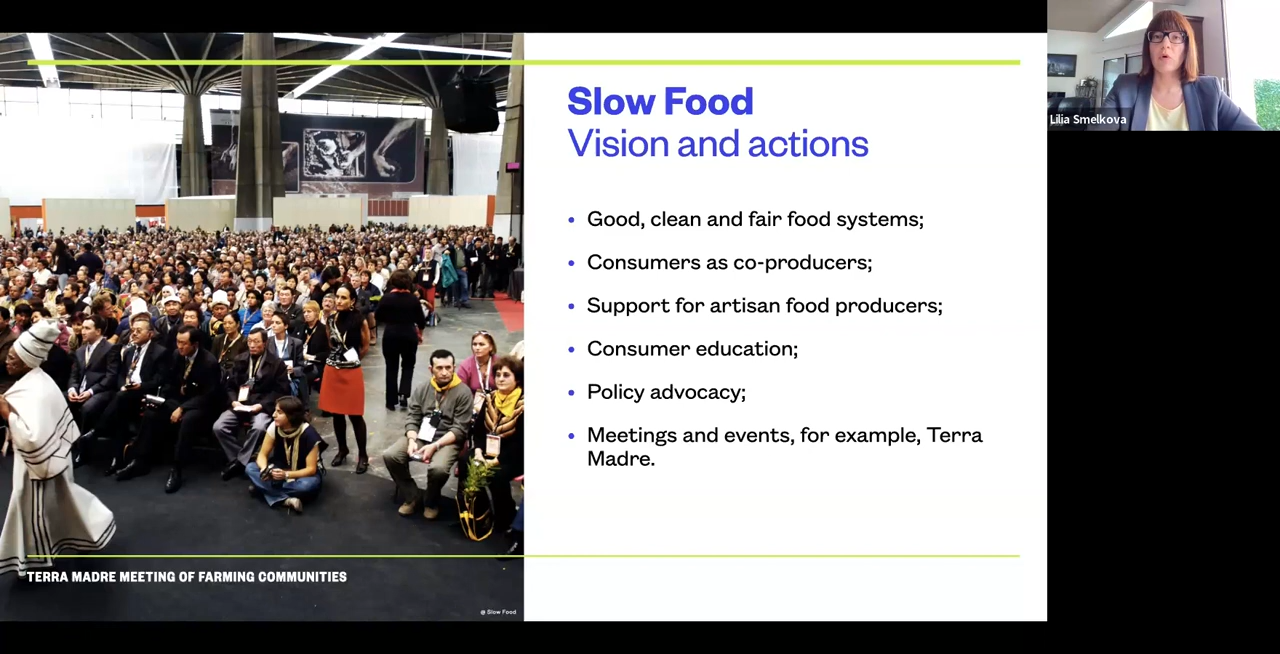 Slow Food
Vision and actions
• Good, clean and fair food systems;
• Consumers as co-producers;
• Support for artisan food producers;
• Consumer education;
• Policy advocacy;
• Meetings and events, for example, Terra
Madre.
TERRA MADRE MEETING OF FARMING COMMUNITIES
@ Slow Food
Lilia Smelkova